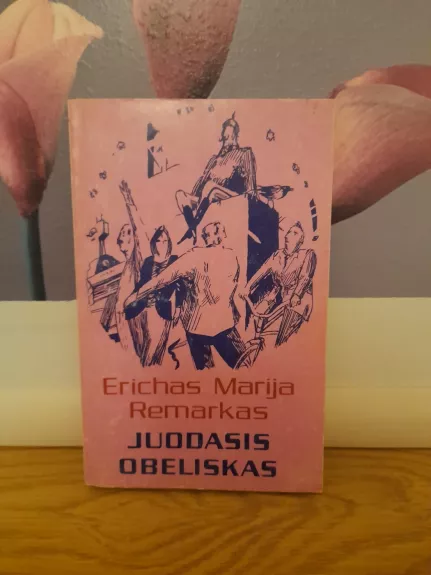 Erichas Marija
Remarkas
JUODASIS
OBELISKAS